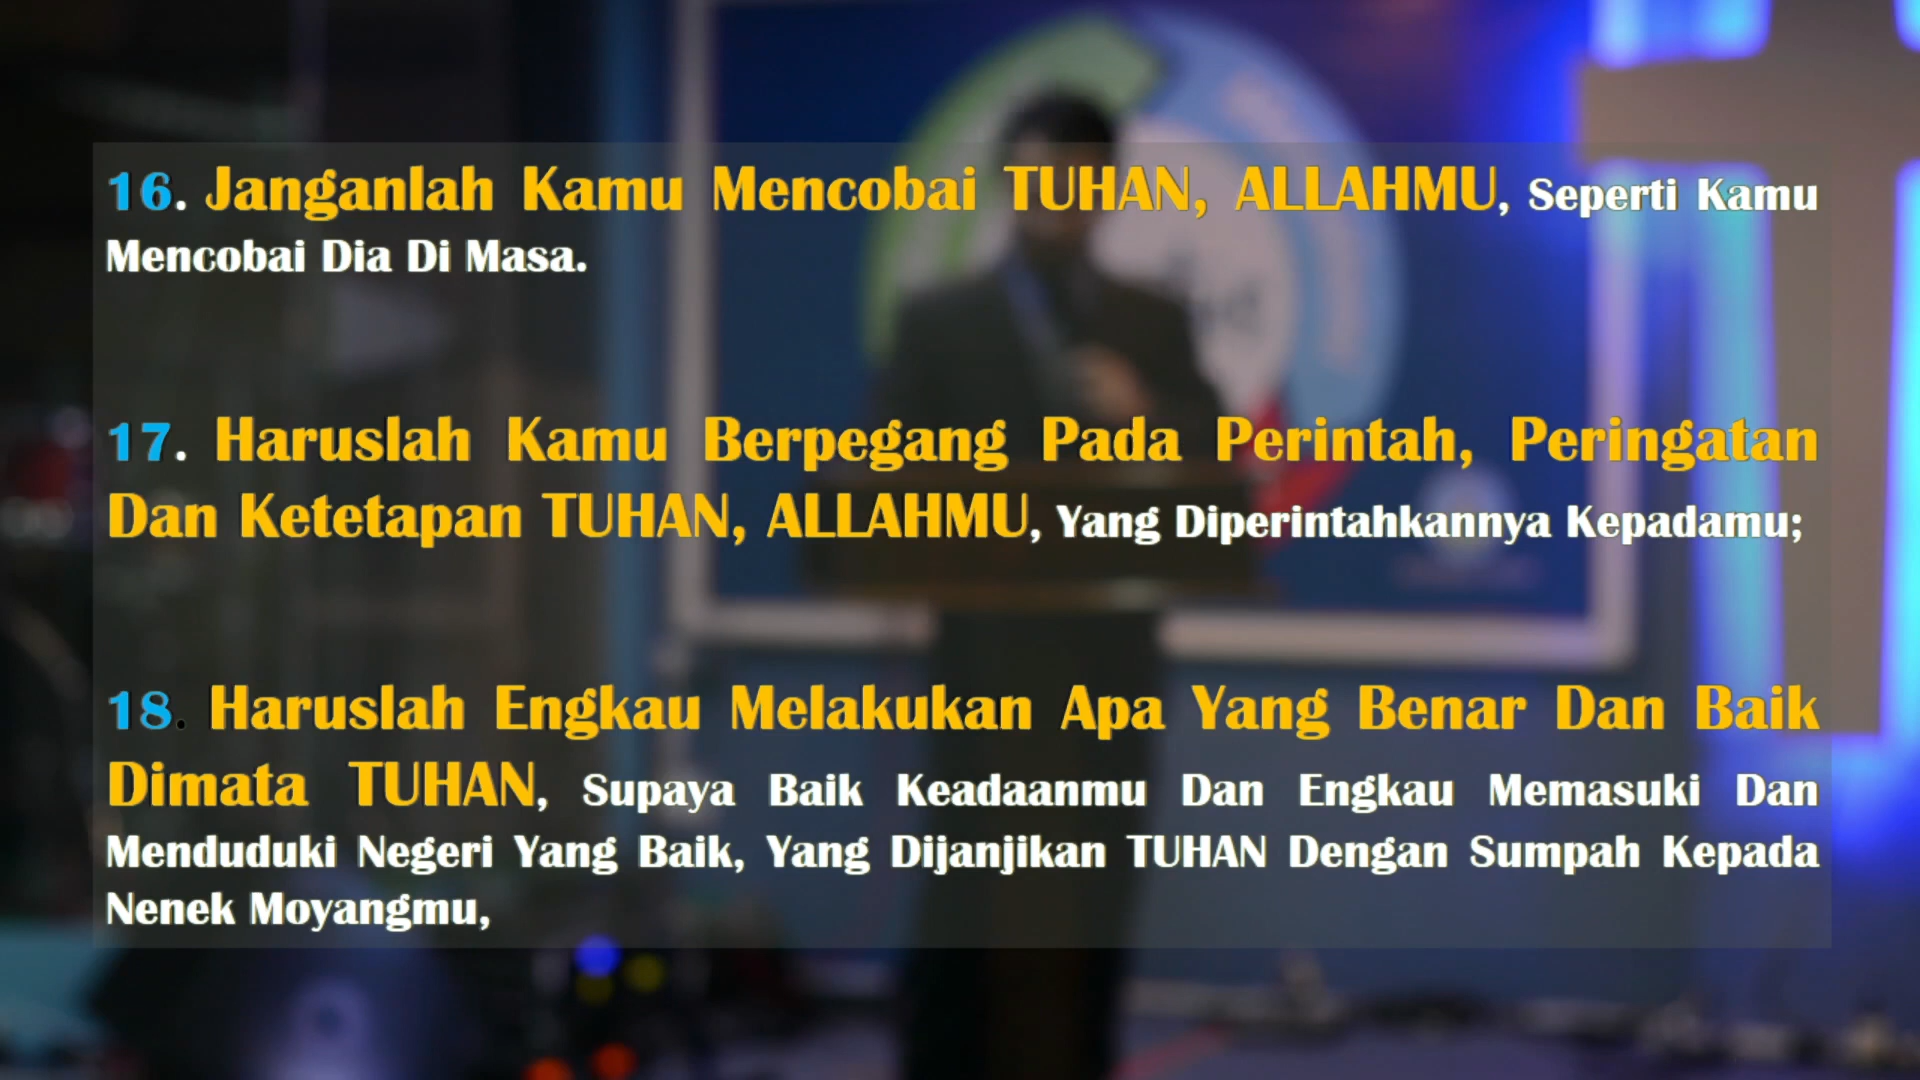 16. Janganlah Kamu Mencobai TUHAN, ALLAHMU, Seperti Kamu
Mencobai Dia Di Masa.
17. Haruslah Kamu Berpegang Pada Perintah, Peringatan
Dan Ketetapan TUHAN, ALLAHMU, Yang Diperintahkannya Kepadamu;
18. Haruslah Engkau Melakukan Apa Yang Benar Dan Baik
Dimata TUHAN, Supaya Baik Keadaanmu Dan Engkau Memasuki Dan
Menduduki Negeri Yang Baik, Yang Dijanjikan TUHAN Dengan Sumpah Kepada
Nenek Moyangmu,